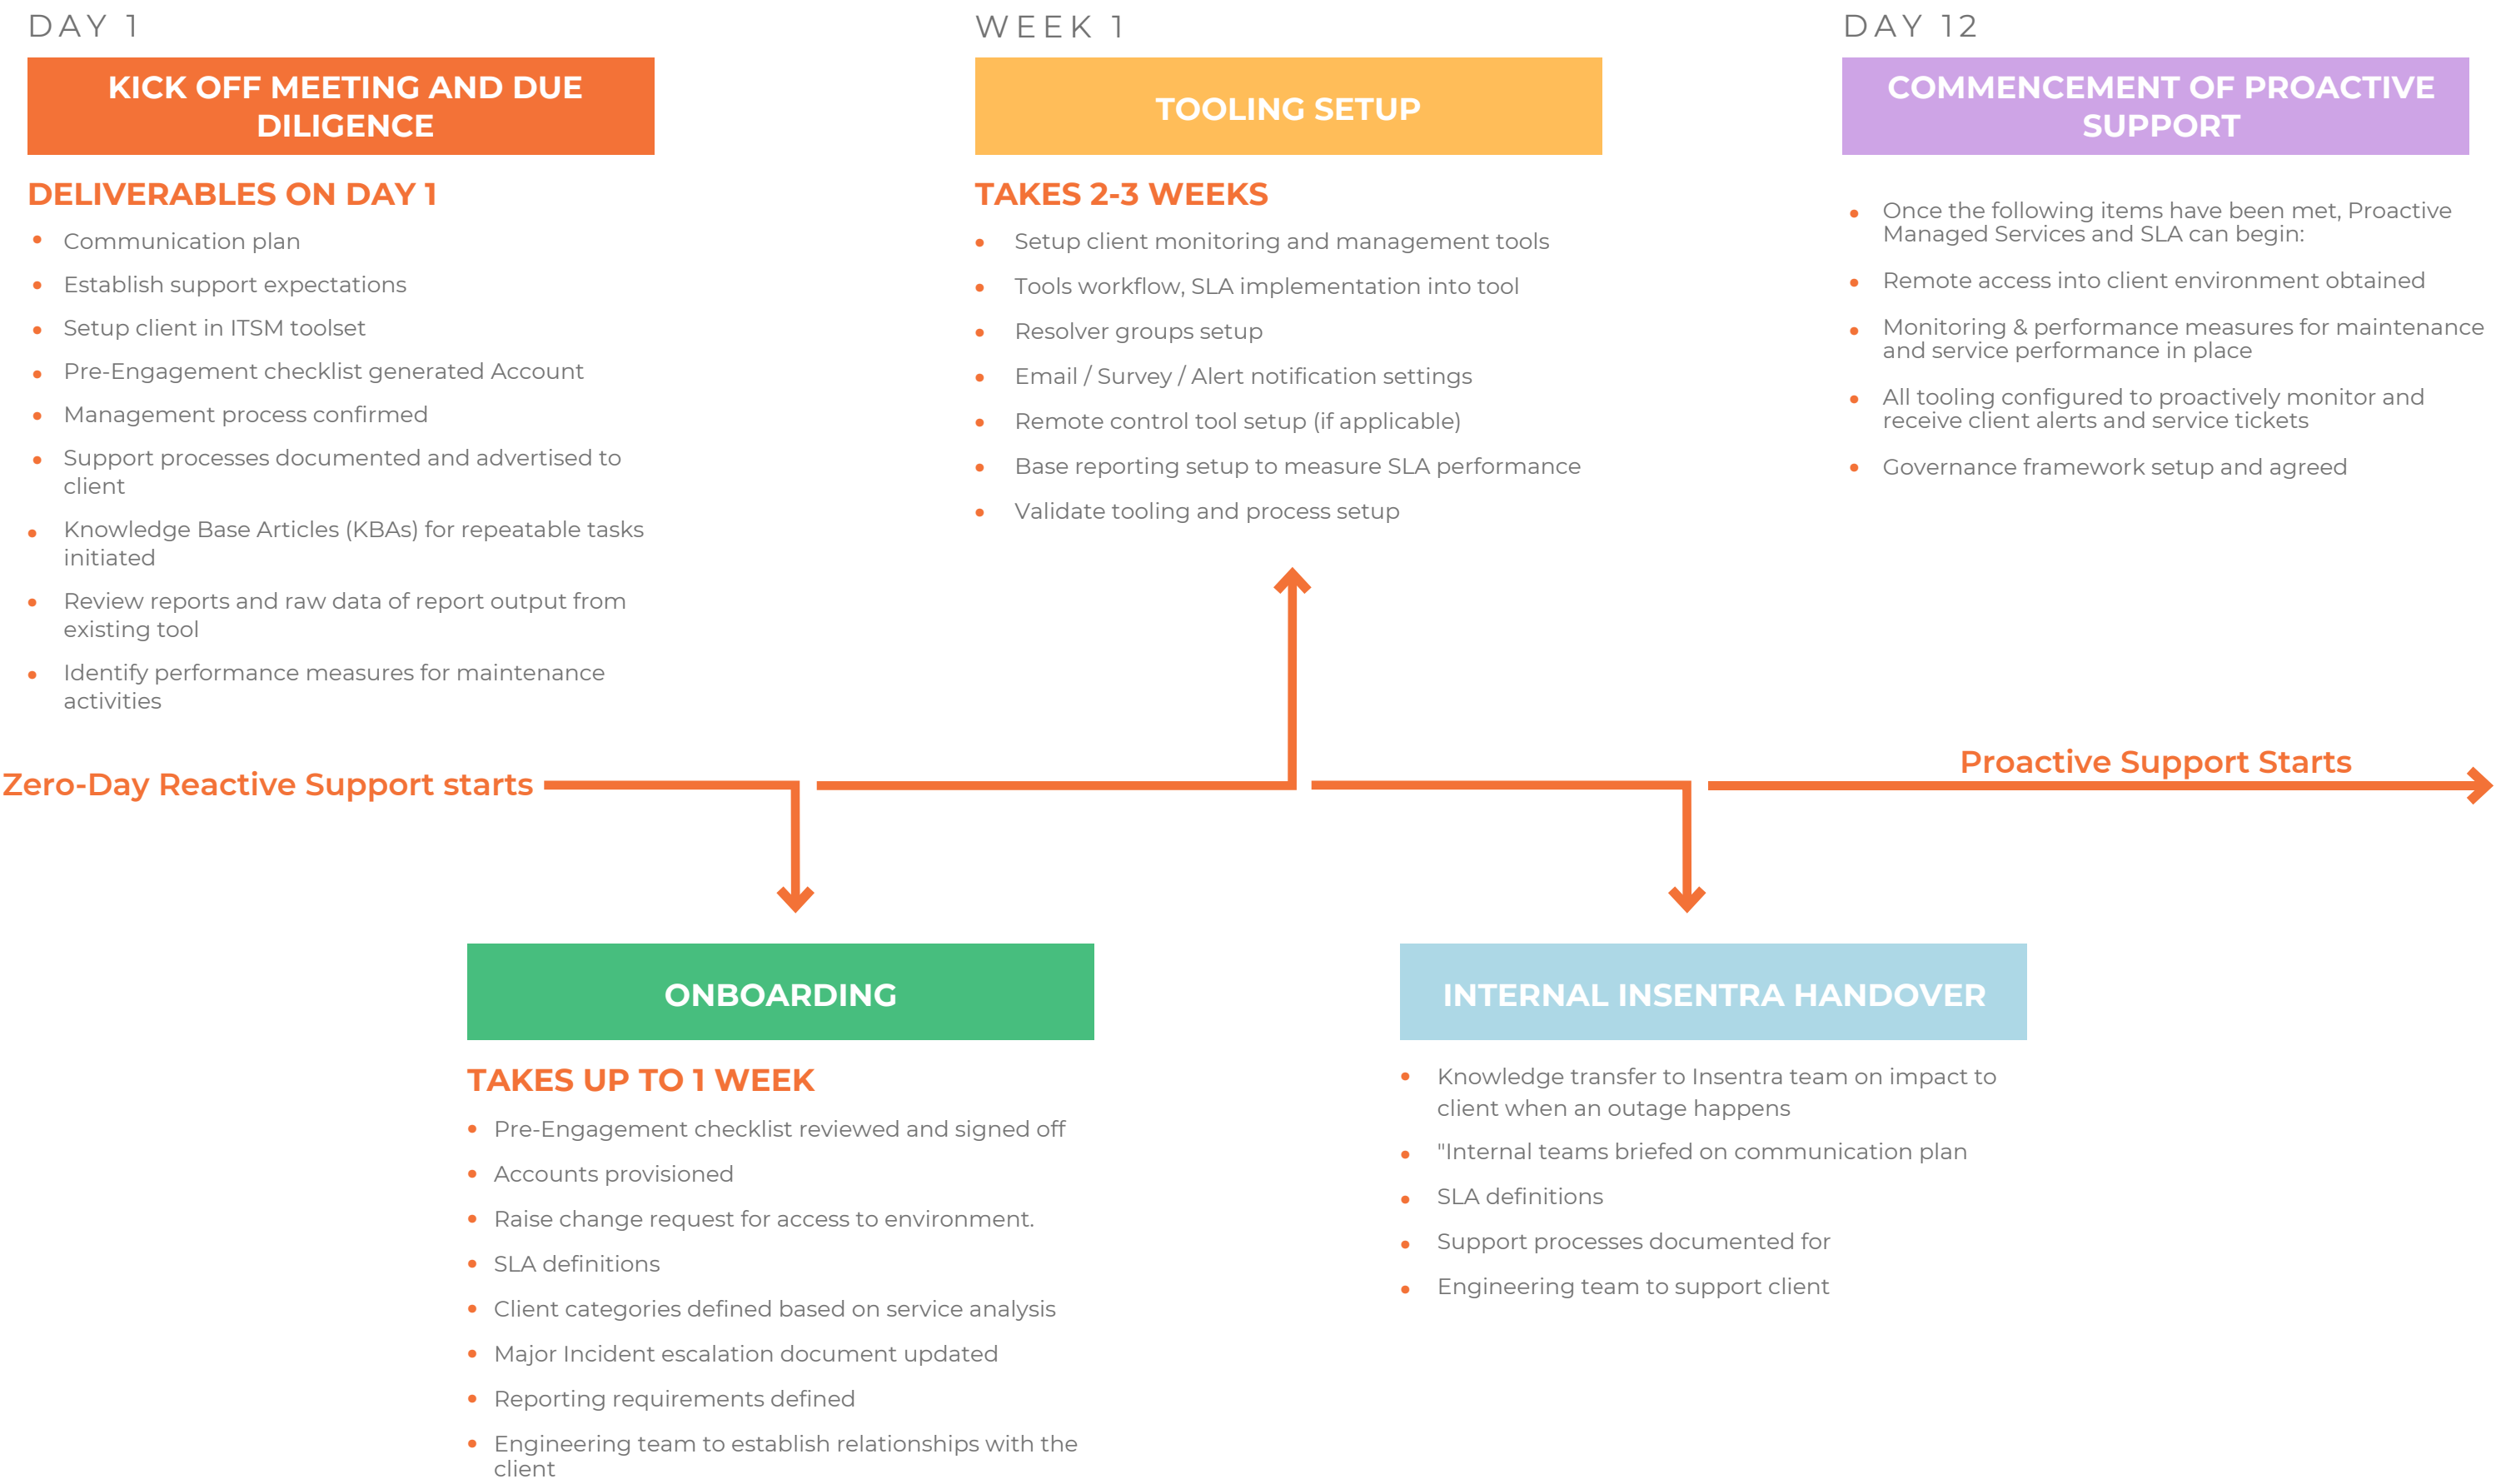 DAY 1
KICK OFF MEETING AND DUE
DILIGENCE
DELIVERABLES ON DAY 1
Communication plan
Establish support expectations
Setup client in ITSM toolset
Pre-Engagement checklist generated Account
Management process confirmed
Support processes documented and advertised to
client
Knowledge Base Articles (KBAs) for repeatable tasks
initiated
Review reports and raw data of report output from
existing tool
Identify performance measures for maintenance
activities
WEEK 1
TOOLING SETUP
TAKES 2-3 WEEKS
Setup client monitoring and management tools
Tools workflow, SLA implementation into tool
Resolver groups setup
Email / Survey / Alert notification settings
Remote control tool setup (if applicable)
Base reporting setup to measure SLA performance
Validate tooling and process setup
DAY 12
COMMENCEMENT OF PROACTIVE
SUPPORT
Once the following items have been met, Proactive
Managed Services and SLA can begin:
Remote access into client environment obtained
Monitoring & performance measures for maintenance
and service performance in place
All tooling configured to proactively monitor and
receive client alerts and service tickets
Governance framework setup and agreed
Zero-Day Reactive Support starts
Proactive Support Starts
ONBOARDING
TAKES UP TO 1 WEEK
Pre-Engagement checklist reviewed and signed off
Accounts provisioned
Raise change request for access to environment.
SLA definitions
Client categories defined based on service analysis
Major Incident escalation document updated
Reporting requirements defined
Engineering team to establish relationships with the
client
INTERNAL INSENTRA HANDOVER
Knowledge transfer to Insentra team on impact to
client when an outage happens
"Internal teams briefed on communication plan
SLA definitions
Support processes documented for
Engineering team to support client